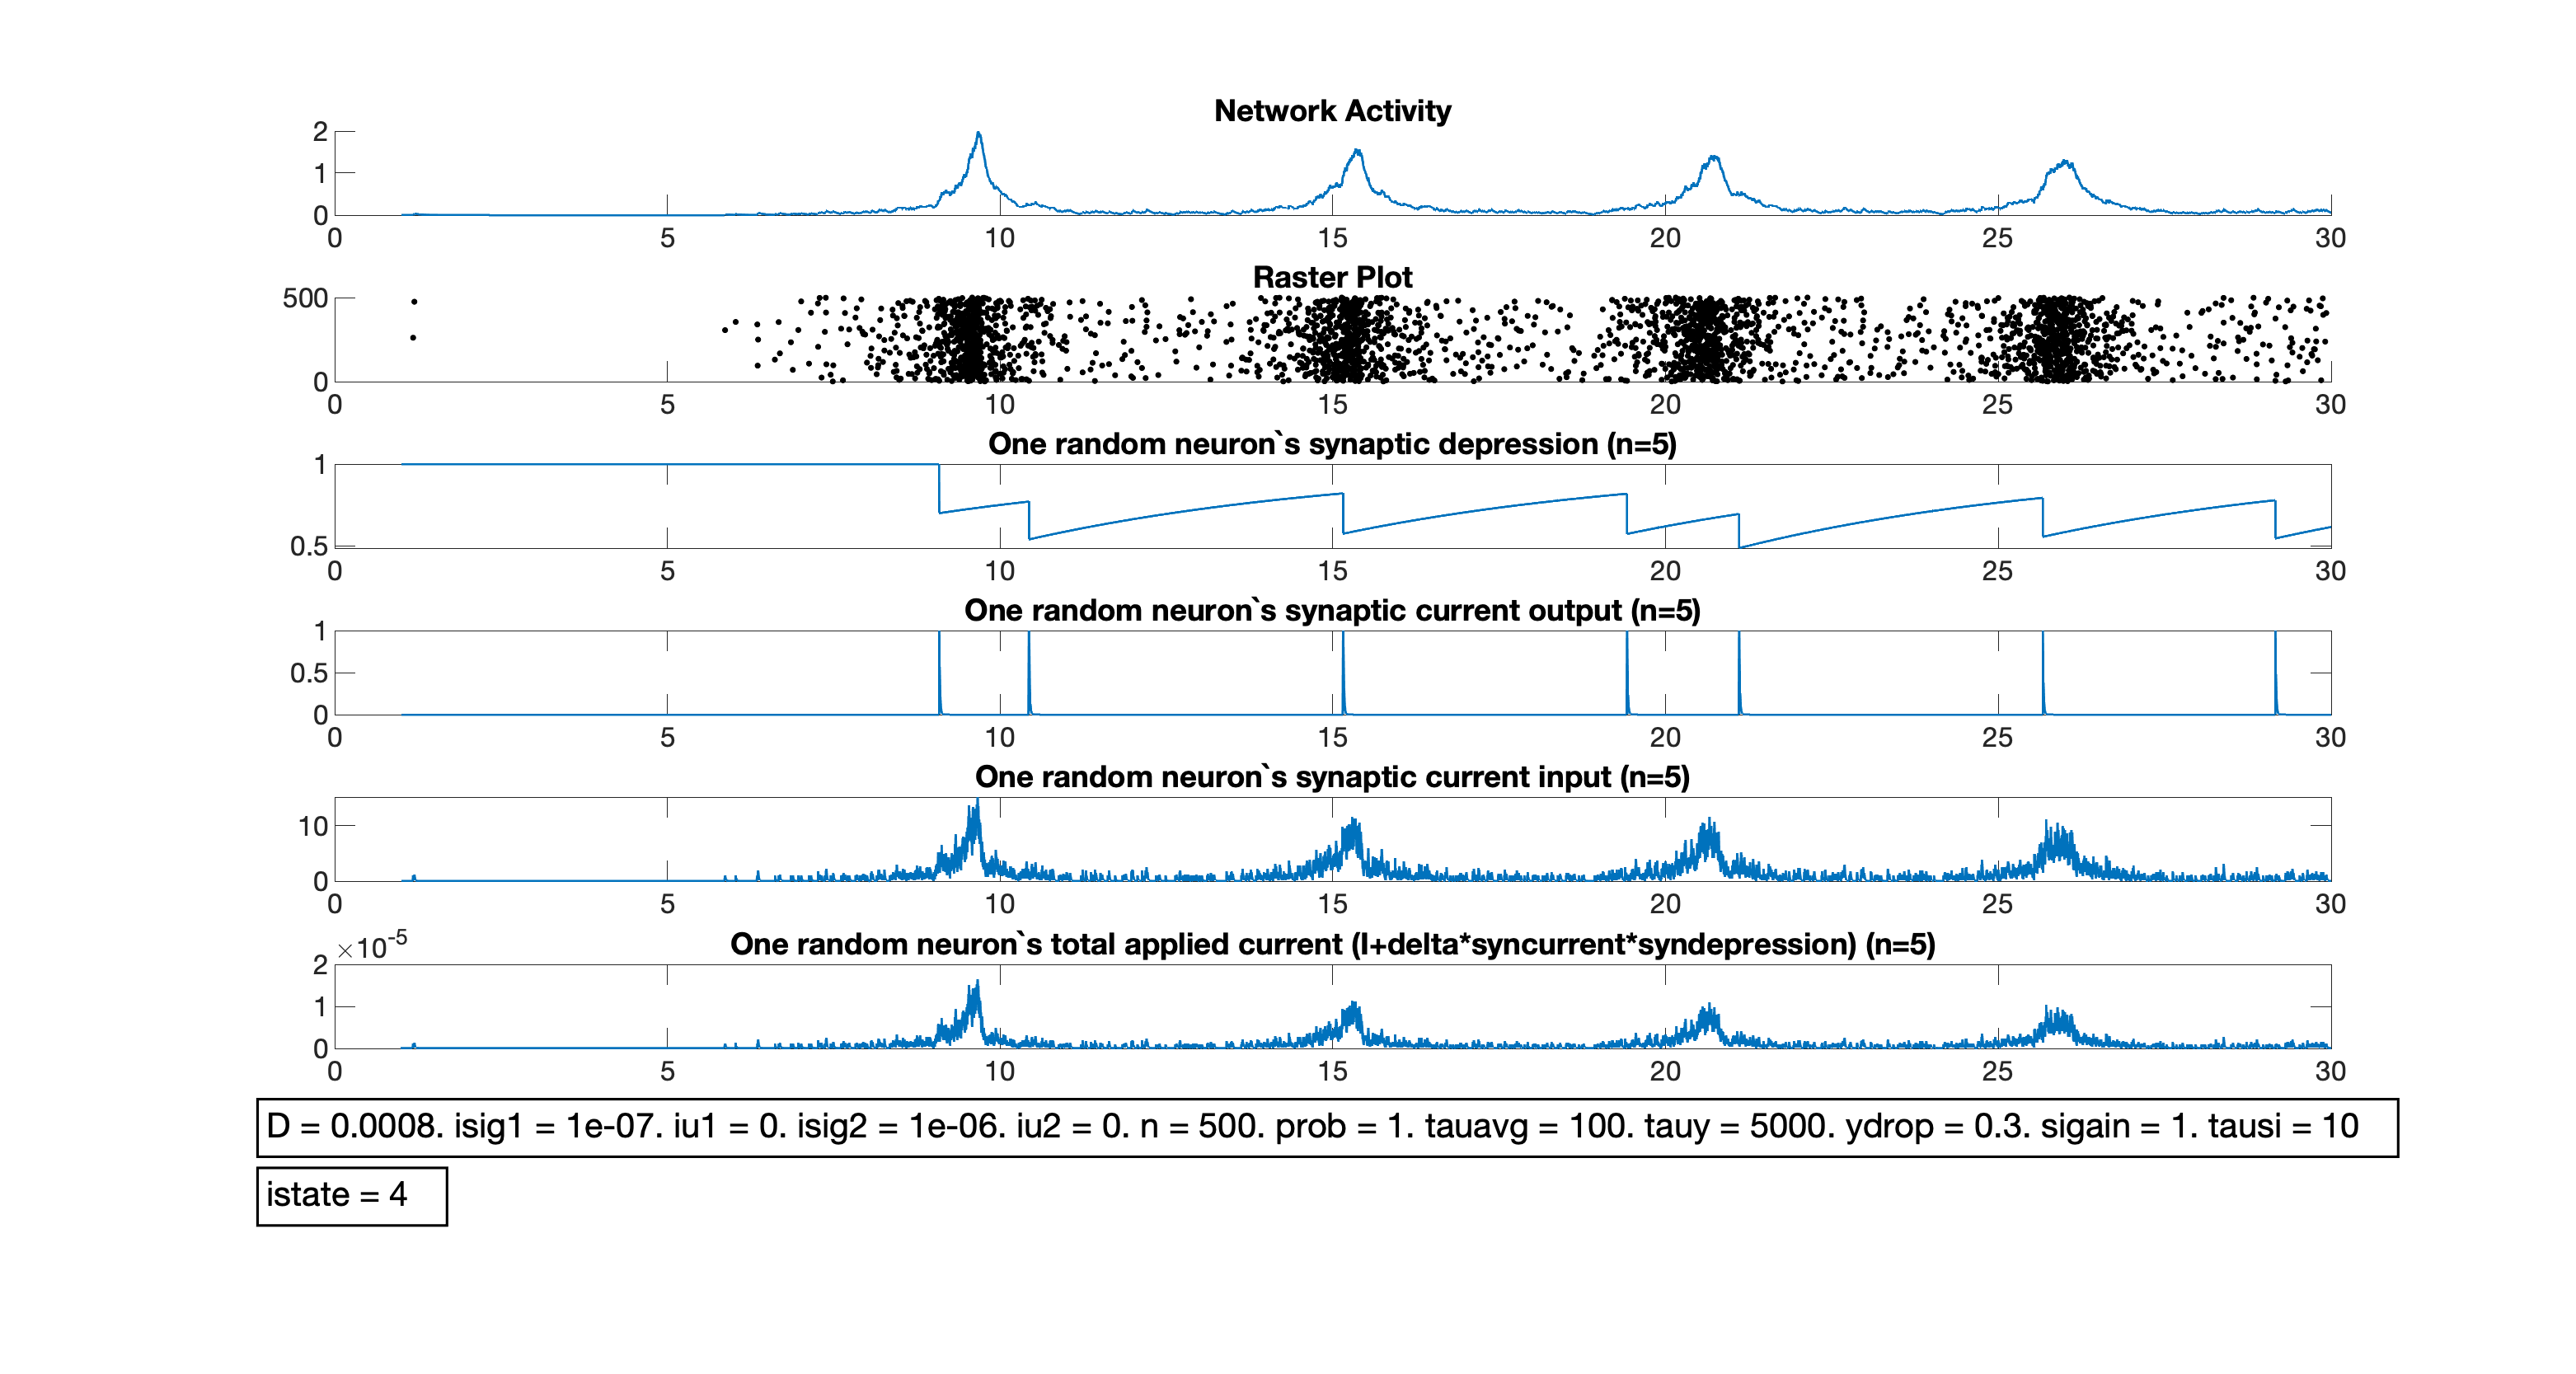 Network Activity
2
1
0
0 5 10 15 20 25 30
Raster Plot
500
0
0 5 10 15 20 25 30
One random neuron`s synaptic depression (n=5)
1
0.5
0 5 10 15 20 25 30
One random neuron`s synaptic current output (n=5)
1
0.5
0
0 5 10 15 20 25 30
One random neuron`s synaptic current input (n=5)
10
0
0 5 10 15 20 25 30
×10-5 One random neuron`s total applied current (I+delta*syncurrent*syndepression) (n=5)
2
1
0
0 5 10 15 20 25 30
D = 0.0008. isig1 = 1e-07. iu1 = 0. isig2 = 1e-06. iu2 = 0. n = 500. prob = 1. tauavg = 100. tauy = 5000. ydrop = 0.3. sigain = 1. tausi = 10
istate = 4